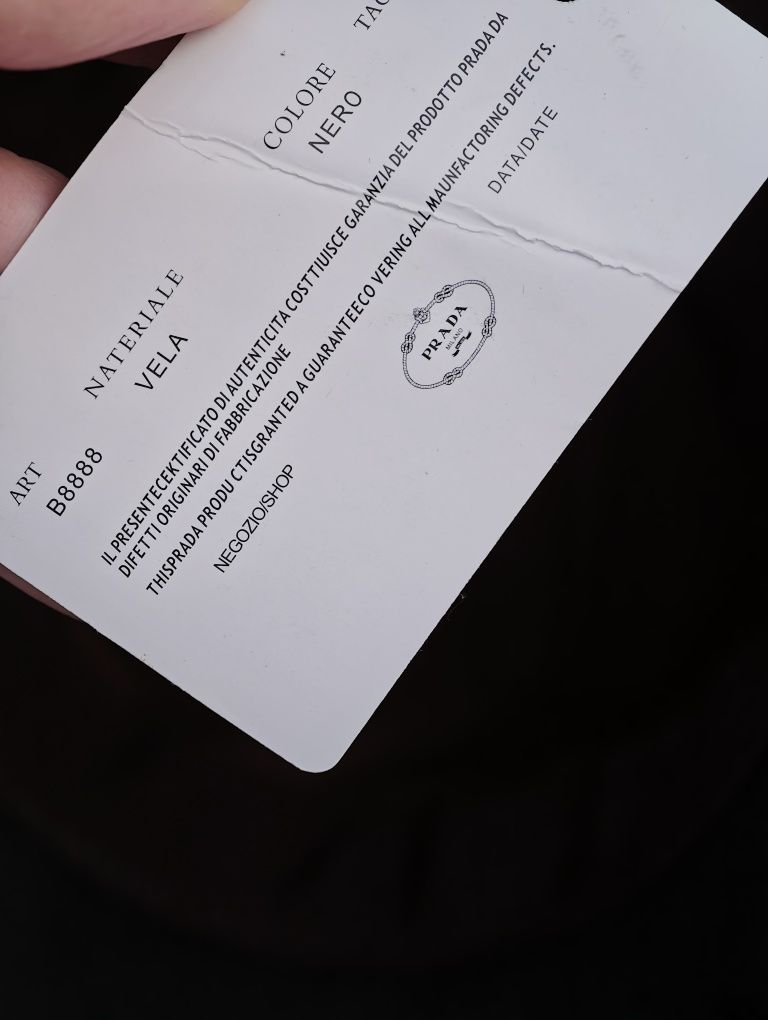 ART
B8888
NATERIALE
VELA
COLORE
NERO
IL PRESENTECEKTIFICATO DI AUTENTICITA COSTTIUISCE GARANZIA DEL PRODOTTO PRADA DA
DIFETTI ORIGINARI DI FABBRICAZIONE
THISPRADA PRODU CTISGRANTED A GUARANTEECO VERING ALL MAUNFACTORING DEFECTS.
NEGOZIO/SHOP
DATA/DATE
PRADA
MILANO